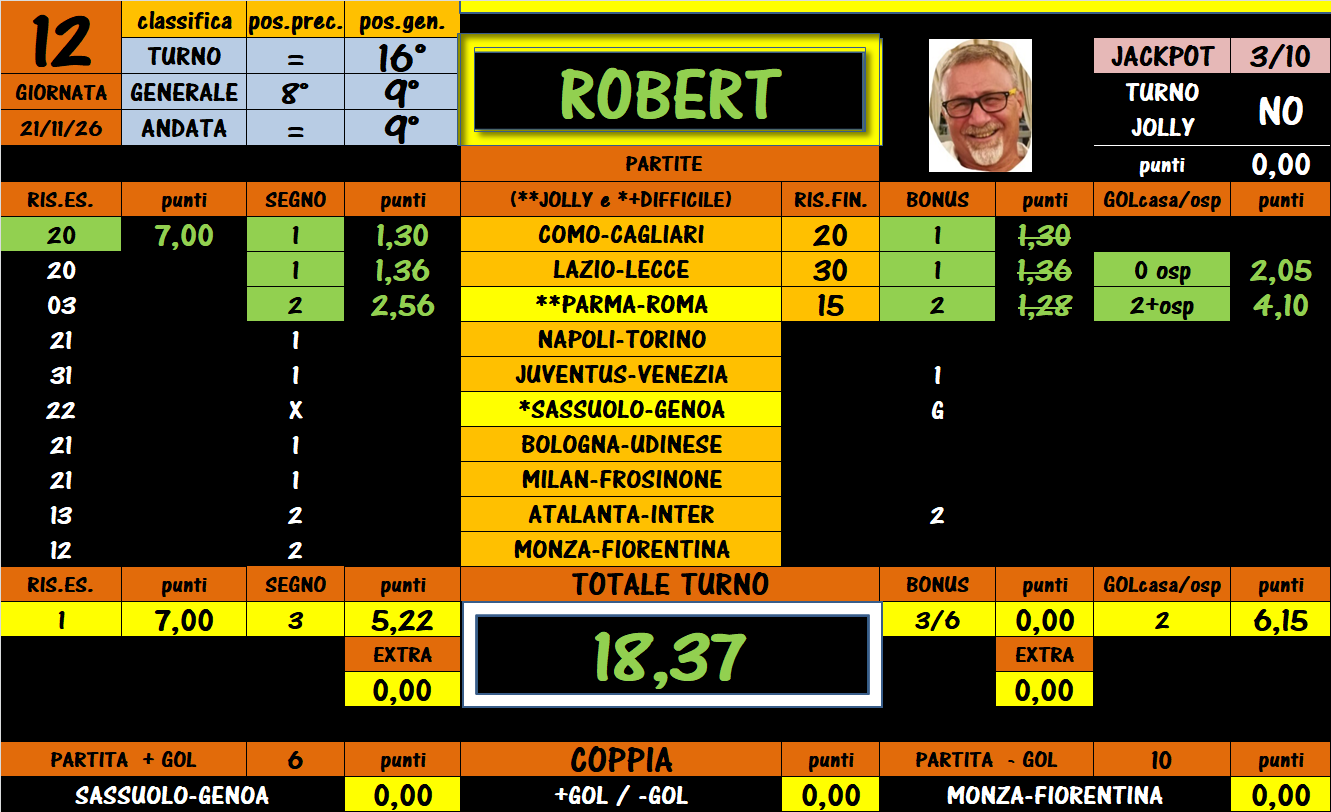 12 classifica pos.prec. pos.gen.
TURNO = 16° JACKPOT 3/10
GIORNATA GENERALE 8° 9° ROBERT TURNO JOLLY NO
21/11/26 ANDATA = 9°
PARTITE punti 0,00
RIS.ES. punti SEGNO punti (**JOLLY e *+DIFFICILE) RIS.FIN. BONUS punti GOLcasa/osp punti
20 7,00 1 1,30 COMO-CAGLIARI 20 1 1,30
20 1 1,36 LAZIO-LECCE 30 1 1,36 0 osp 2,05
03 2 2,56 **PARMA-ROMA 15 2 1,28 2+osp 4,10
21 1 NAPOLI-TORINO
31 1 JUVENTUS-VENEZIA 1
22 X *SASSUOLO-GENOA G
21 1 BOLOGNA-UDINESE
21 1 MILAN-FROSINONE
13 2 ATALANTA-INTER 2
12 2 MONZA-FIORENTINA
RIS.ES. punti SEGNO punti TOTALE TURNO BONUS punti GOLcasa/osp punti
1 7,00 3 5,22 18,37 3/6 0,00 2 6,15
EXTRA EXTRA
0,00 0,00
PARTITA + GOL 6 punti COPPIA punti PARTITA - GOL 10 punti
SASSUOLO-GENOA 0,00 +GOL / -GOL 0,00 MONZA-FIORENTINA 0,00